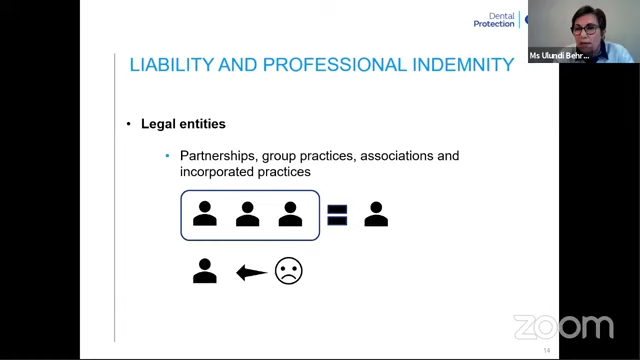 Dental
Protection
Ms Ulundi Behr...
LIABILITY AND PROFESSIONAL INDEMNITY
• Legal entities
• Partnerships, group practices, associations and
incorporated practices
zoom
14